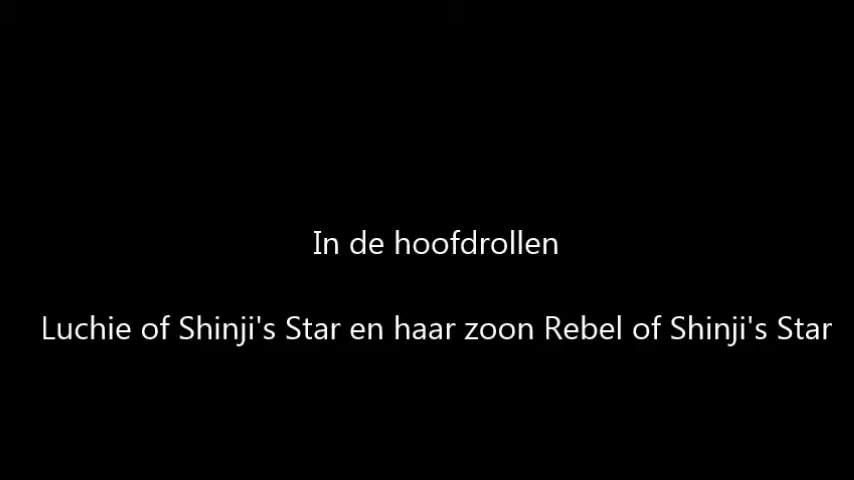 In de hoofdrollen
Luchie of Shinji's Star en haar zoon Rebel of Shinji's Star